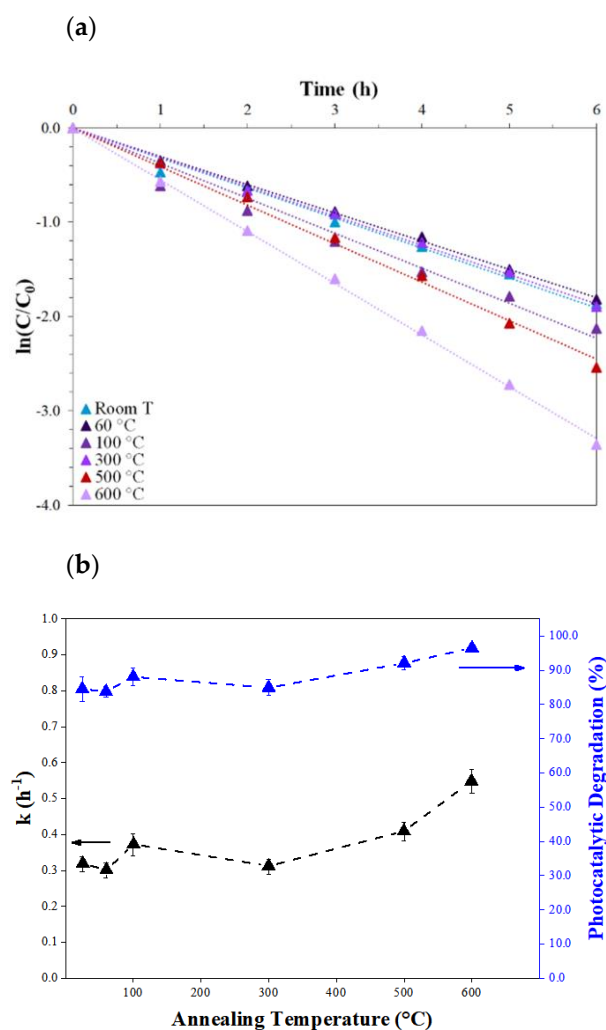 (a)
Time (h)
0 1 2 3 4 5 6
0.0
-1.0
-2.0
-3.0
-4.0
ln(C/C₀)
Room T
60 °C
100 °C
300 °C
500 °C
600 °C
(b)
1.0
0.9
0.8
0.7
0.6
0.5
0.4
0.3
0.2
0.1
0.0
k (h⁻¹)
100.0
90.0
80.0
70.0
60.0
50.0
40.0
30.0
20.0
10.0
0.0
Photocatalytic Degradation (%)
100 200 300 400 500 600
Annealing Temperature (°C)